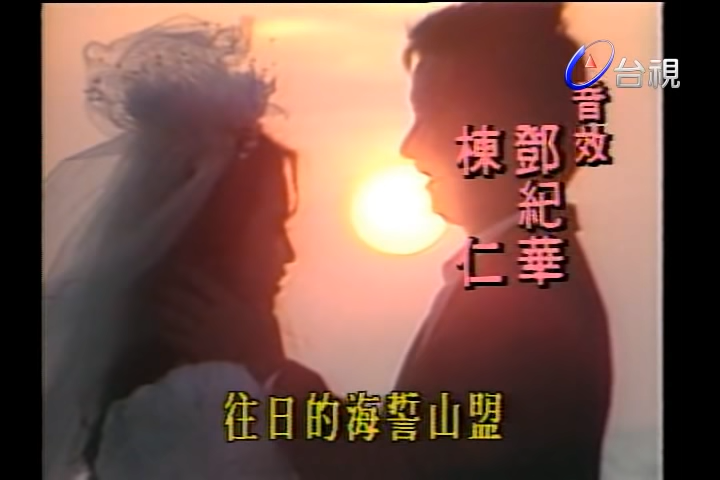 台視
音效
鄧紀華
棟仁
往日的海誓山盟